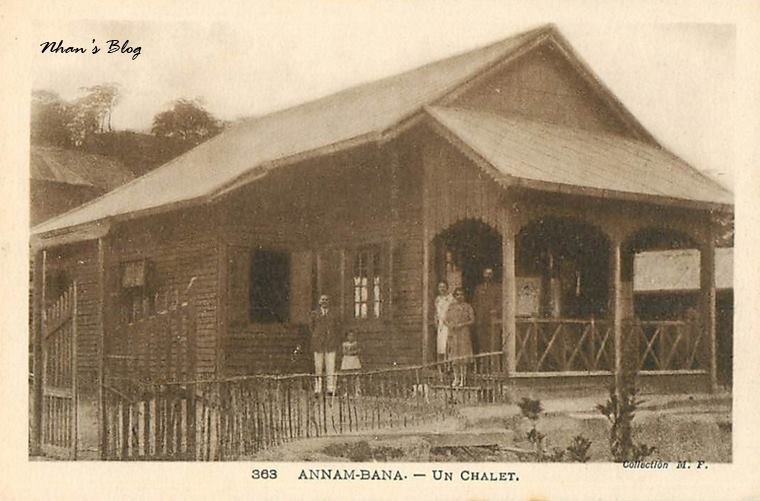 Nhan's Blog
363 ANNAM-BANA. — UN CHALET.
Collection M. F.